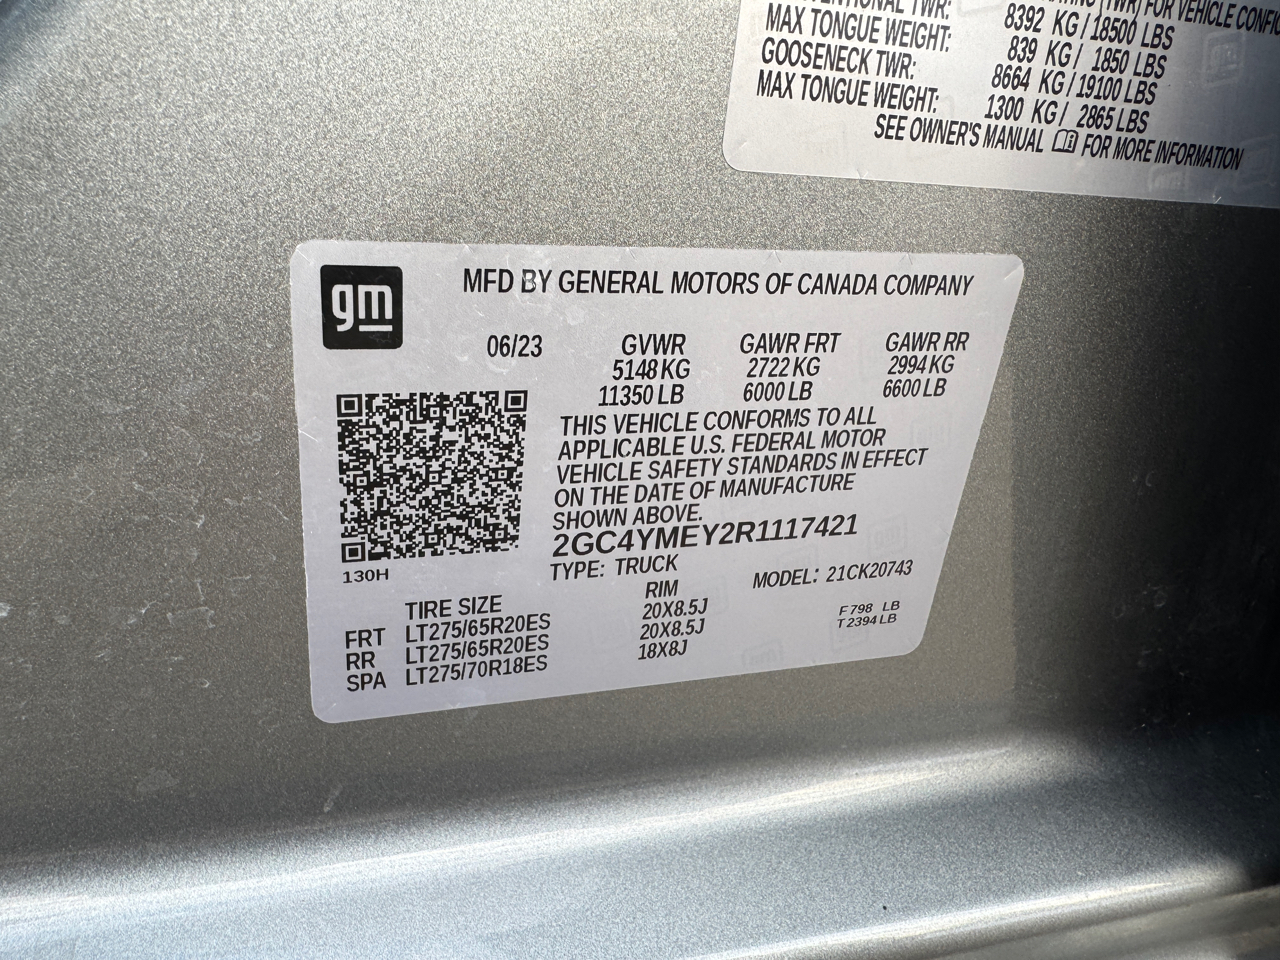 TWR:
8392 KG / 18500 LBS
MAX TONGUE WEIGHT: 839 KG / 1850 LBS
GOOSENECK TWR: 8664 KG / 19100 LBS
MAX TONGUE WEIGHT: 1300 KG / 2865 LBS
SEE OWNER'S MANUAL FOR MORE INFORMATION
gm
MFD BY GENERAL MOTORS OF CANADA COMPANY
06/23 GVWR GAWR FRT GAWR RR
5148 KG 2722 KG 2994 KG
11350 LB 6000 LB 6600 LB
THIS VEHICLE CONFORMS TO ALL
APPLICABLE U.S. FEDERAL MOTOR
VEHICLE SAFETY STANDARDS IN EFFECT
ON THE DATE OF MANUFACTURE
SHOWN ABOVE.
2GC4YMEY2R1117421
130H
TYPE: TRUCK MODEL: 21CK20743
TIRE SIZE RIM
FRT LT275/65R20ES 20X8.5J F 798 LB
RR LT275/65R20ES 20X8.5J T 2394 LB
SPA LT275/70R18ES 18X8J